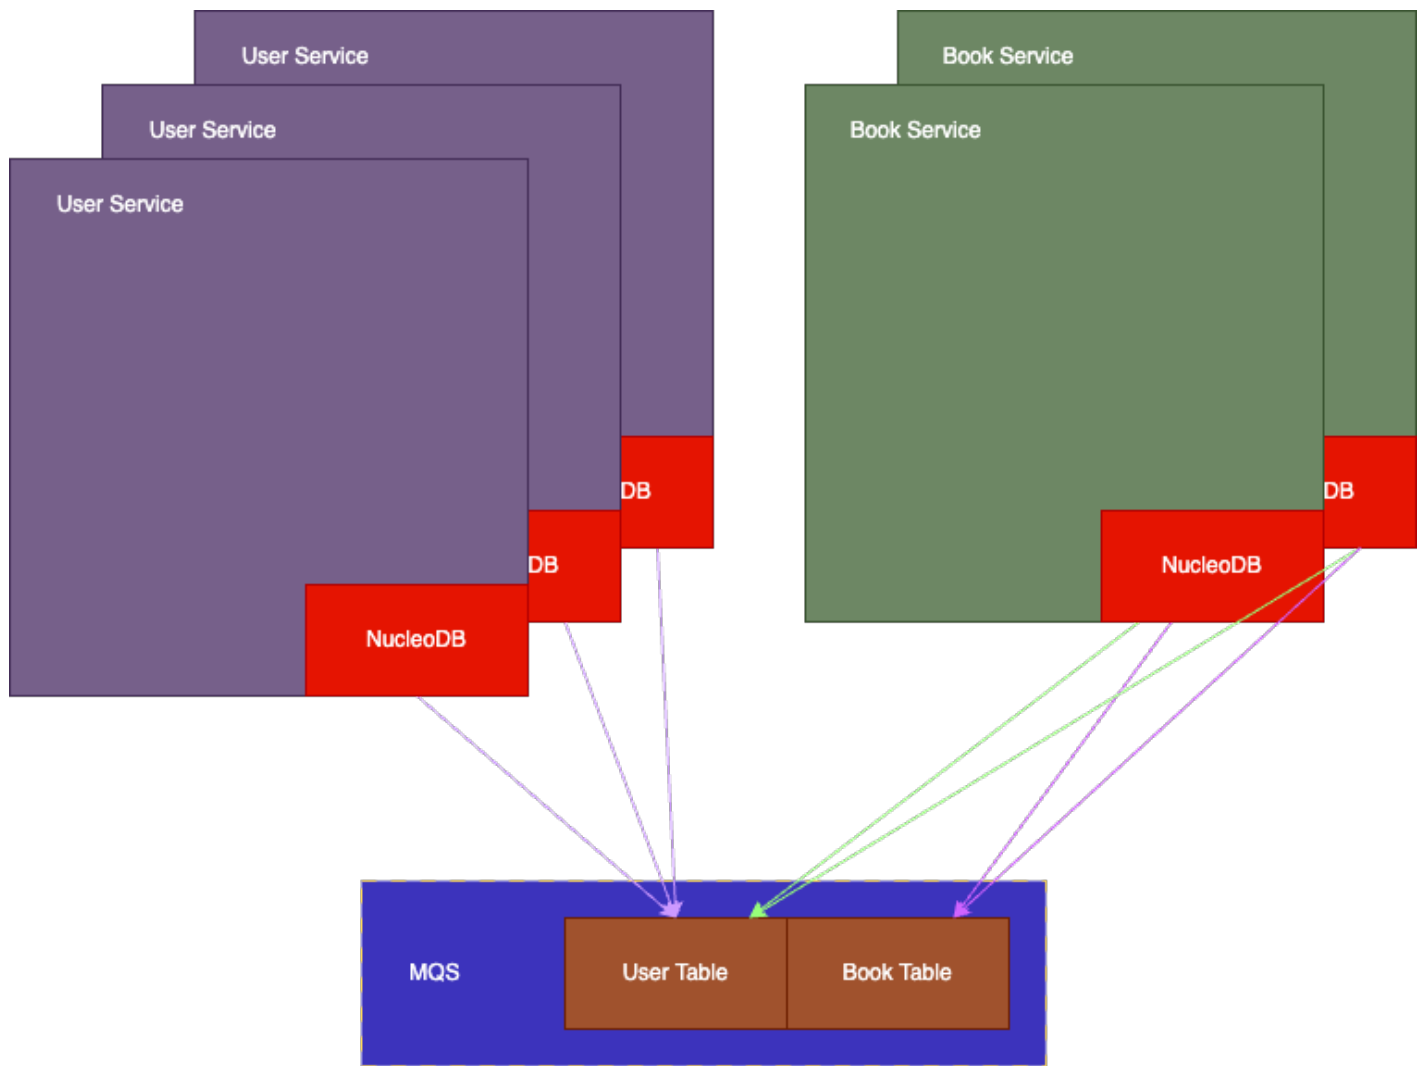 User Service
User Service
User Service
DB
DB
NucleoDB
Book Service
Book Service
DB
NucleoDB
MQS
User Table
Book Table